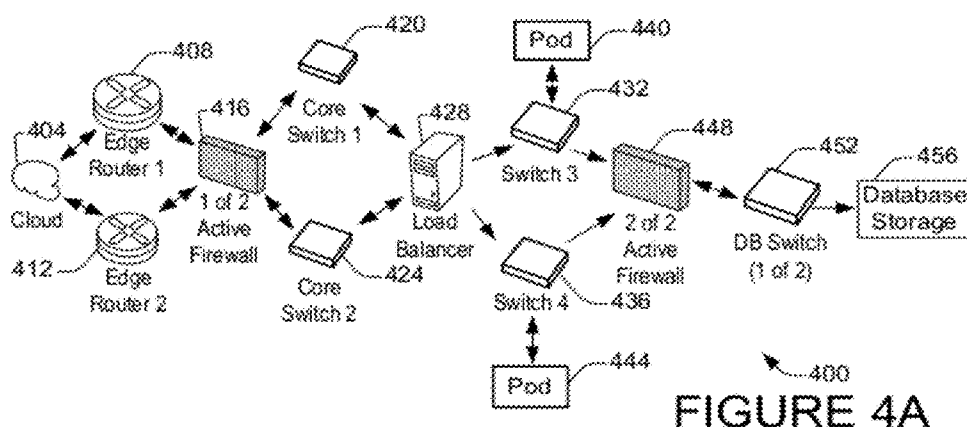 408
Edge
Router 1
404
Cloud
412
Edge
Router 2
416
1 of 2
Active
Firewall
420
Core
Switch 1
424
Core
Switch 2
428
Load
Balancer
Pod
440
432
Switch 3
Switch 4
436
Pod
444
448
2 of 2
Active
Firewall
452
DB Switch
(1 of 2)
456
Database
Storage
400
FIGURE 4A